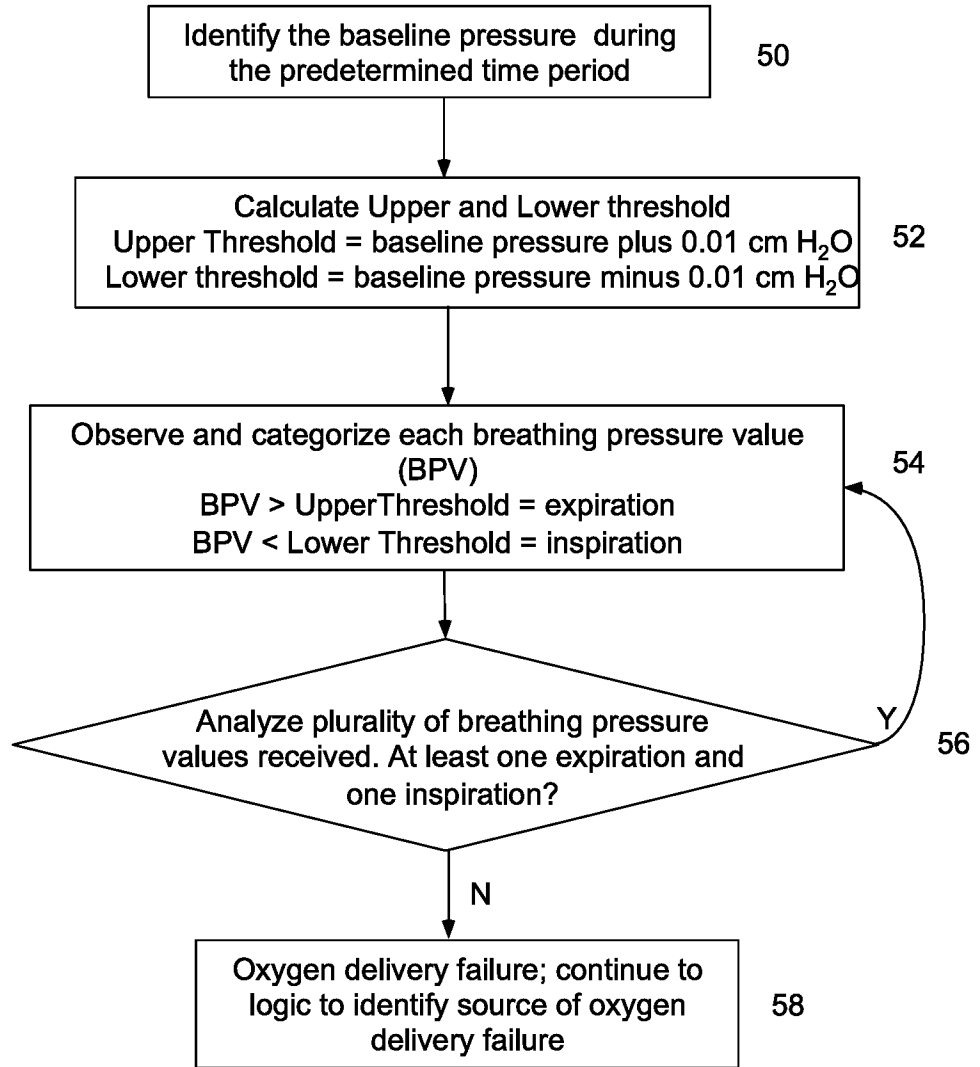 Identify the baseline pressure during
the predetermined time period
50
Calculate Upper and Lower threshold
Upper Threshold = baseline pressure plus 0.01 cm H₂O
Lower threshold = baseline pressure minus 0.01 cm H₂O
52
Observe and categorize each breathing pressure value
(BPV)
BPV > UpperThreshold = expiration
BPV < Lower Threshold = inspiration
54
Analyze plurality of breathing pressure
values received. At least one expiration and
one inspiration?
Y
56
N
Oxygen delivery failure; continue to
logic to identify source of oxygen
delivery failure
58